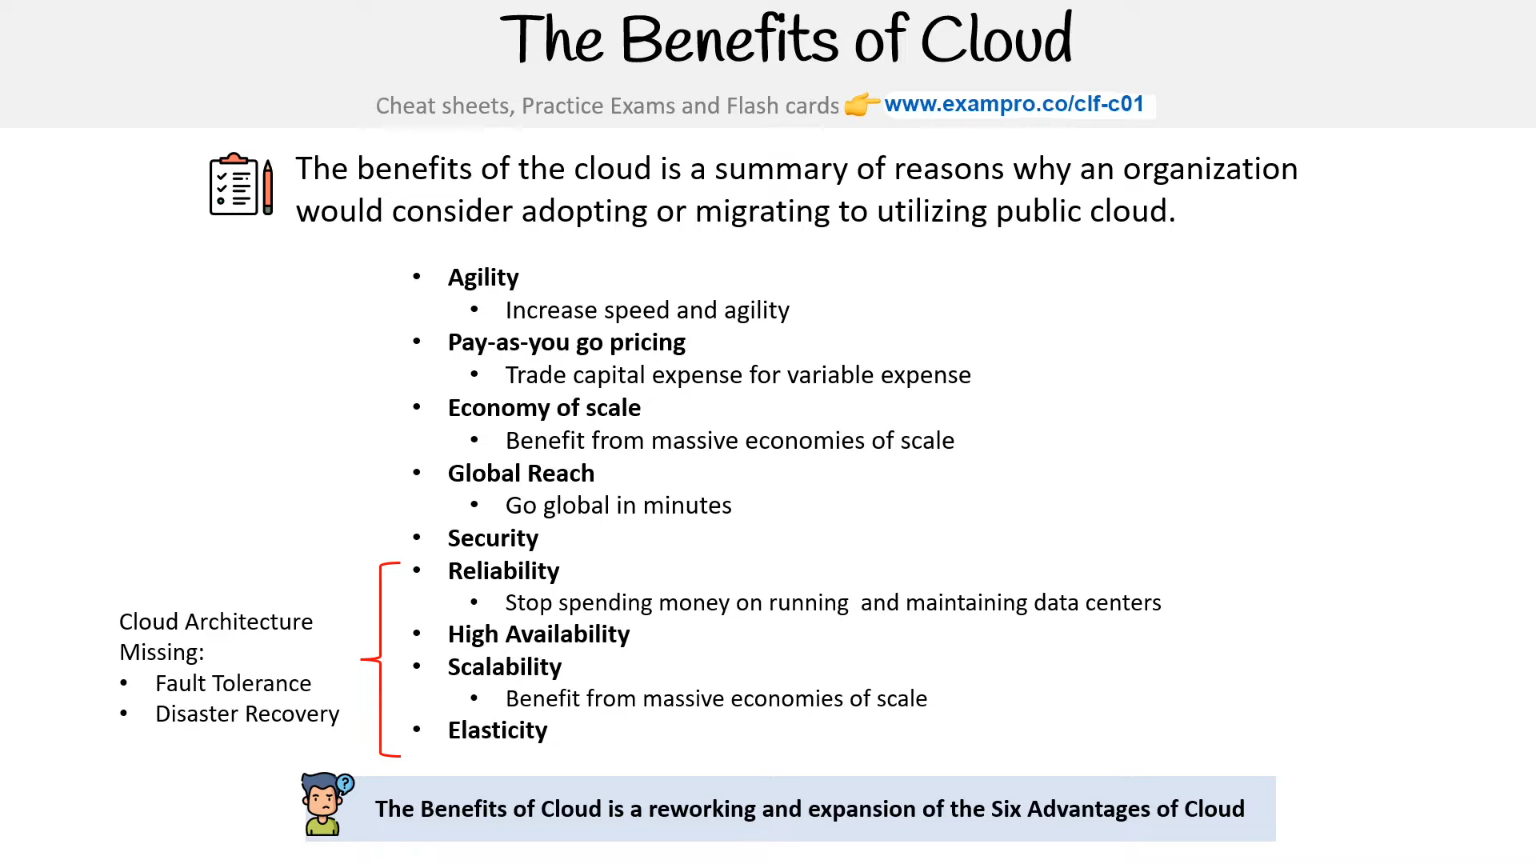 The Benefits of Cloud
Cheat sheets, Practice Exams and Flash cards 👉 www.exampro.co/clf-c01
The benefits of the cloud is a summary of reasons why an organization
would consider adopting or migrating to utilizing public cloud.
• Agility
• Increase speed and agility
• Pay-as-you go pricing
• Trade capital expense for variable expense
• Economy of scale
• Benefit from massive economies of scale
• Global Reach
• Go global in minutes
• Security
• Reliability
• Stop spending money on running and maintaining data centers
• High Availability
• Scalability
• Benefit from massive economies of scale
• Elasticity
Cloud Architecture
Missing:
• Fault Tolerance
• Disaster Recovery
?
The Benefits of Cloud is a reworking and expansion of the Six Advantages of Cloud